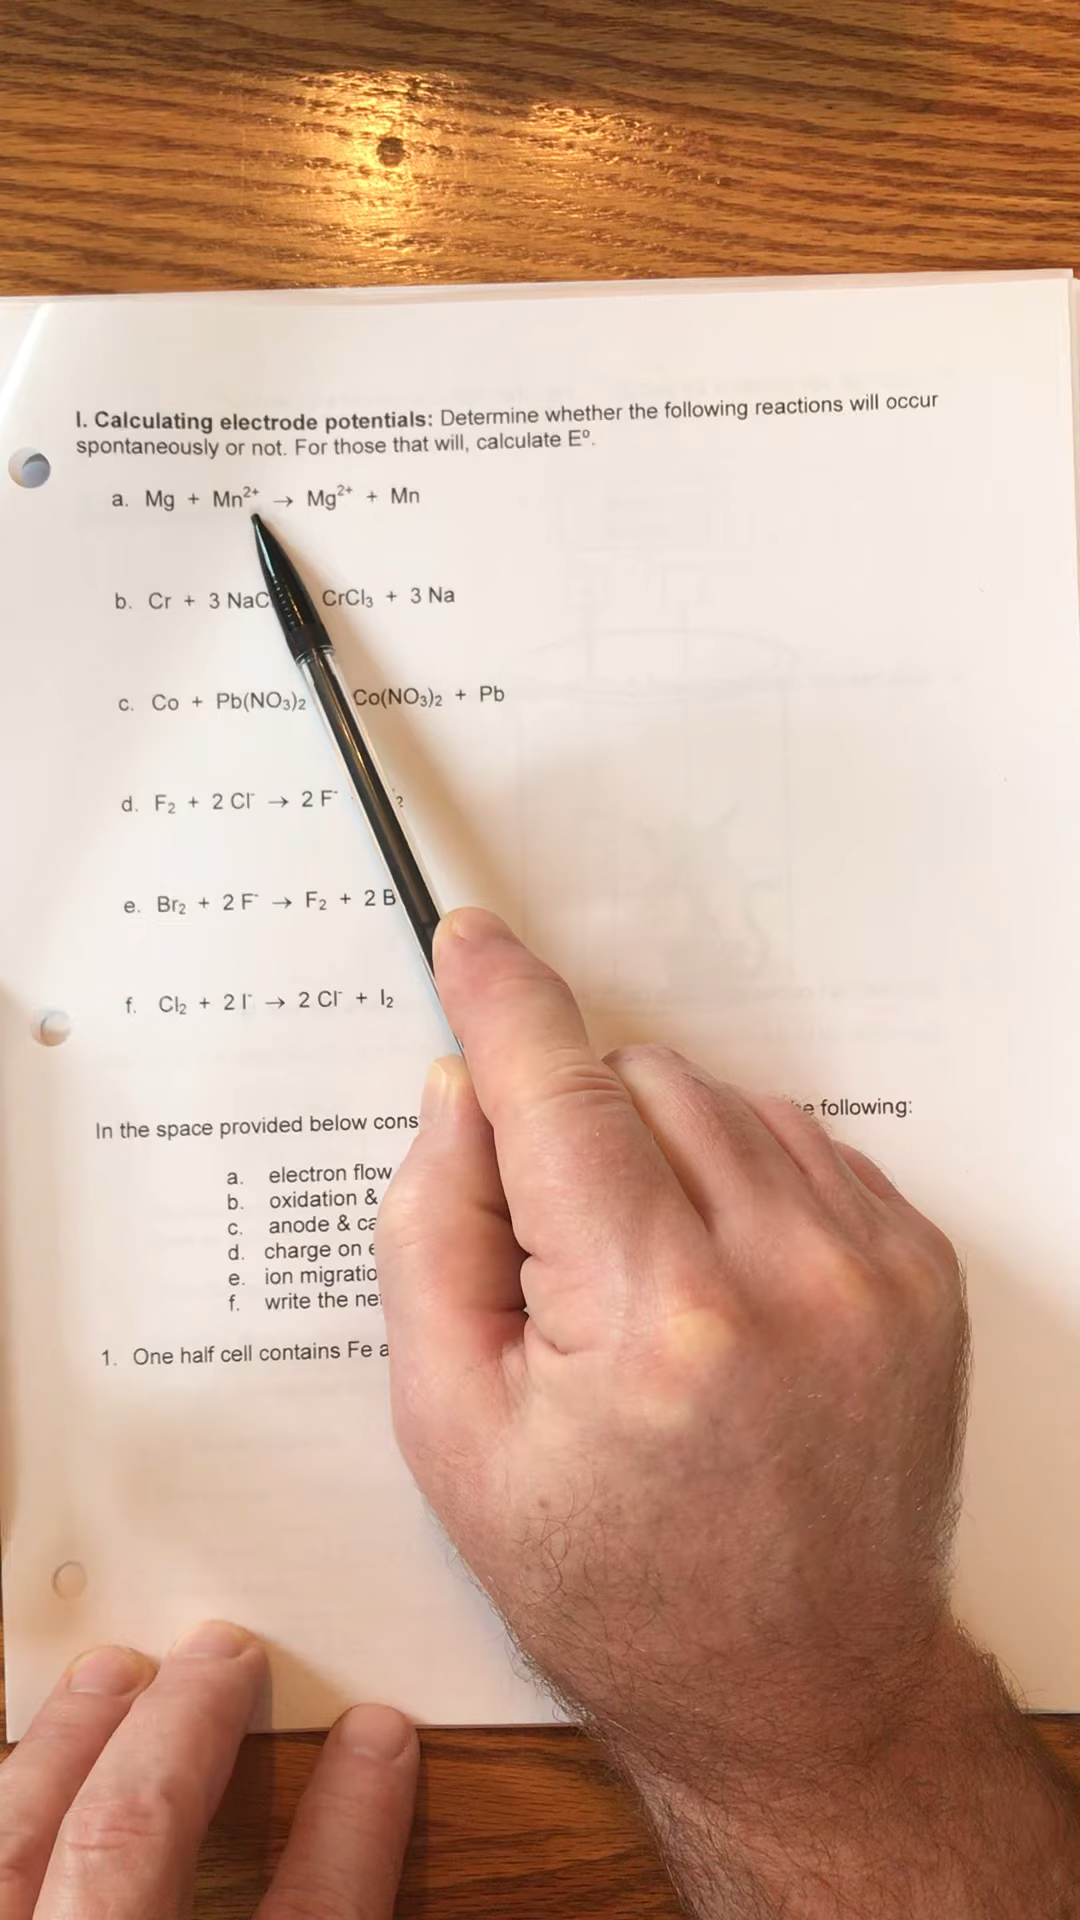 I. Calculating electrode potentials: Determine whether the following reactions will occur
spontaneously or not. For those that will, calculate Eº.
a. Mg + Mn²⁺ → Mg²⁺ + Mn
b. Cr + 3 NaC CrCl₃ + 3 Na
c. Co + Pb(NO₃)₂ Co(NO₃)₂ + Pb
d. F₂ + 2 Cl⁻ → 2 F⁻ ₂
e. Br₂ + 2 F⁻ → F₂ + 2 B
f. Cl₂ + 2 I⁻ → 2 Cl⁻ + I₂
In the space provided below cons following:
a. electron flow
b. oxidation &
c. anode & ca
d. charge on e
e. ion migratio
f. write the ne
1. One half cell contains Fe a